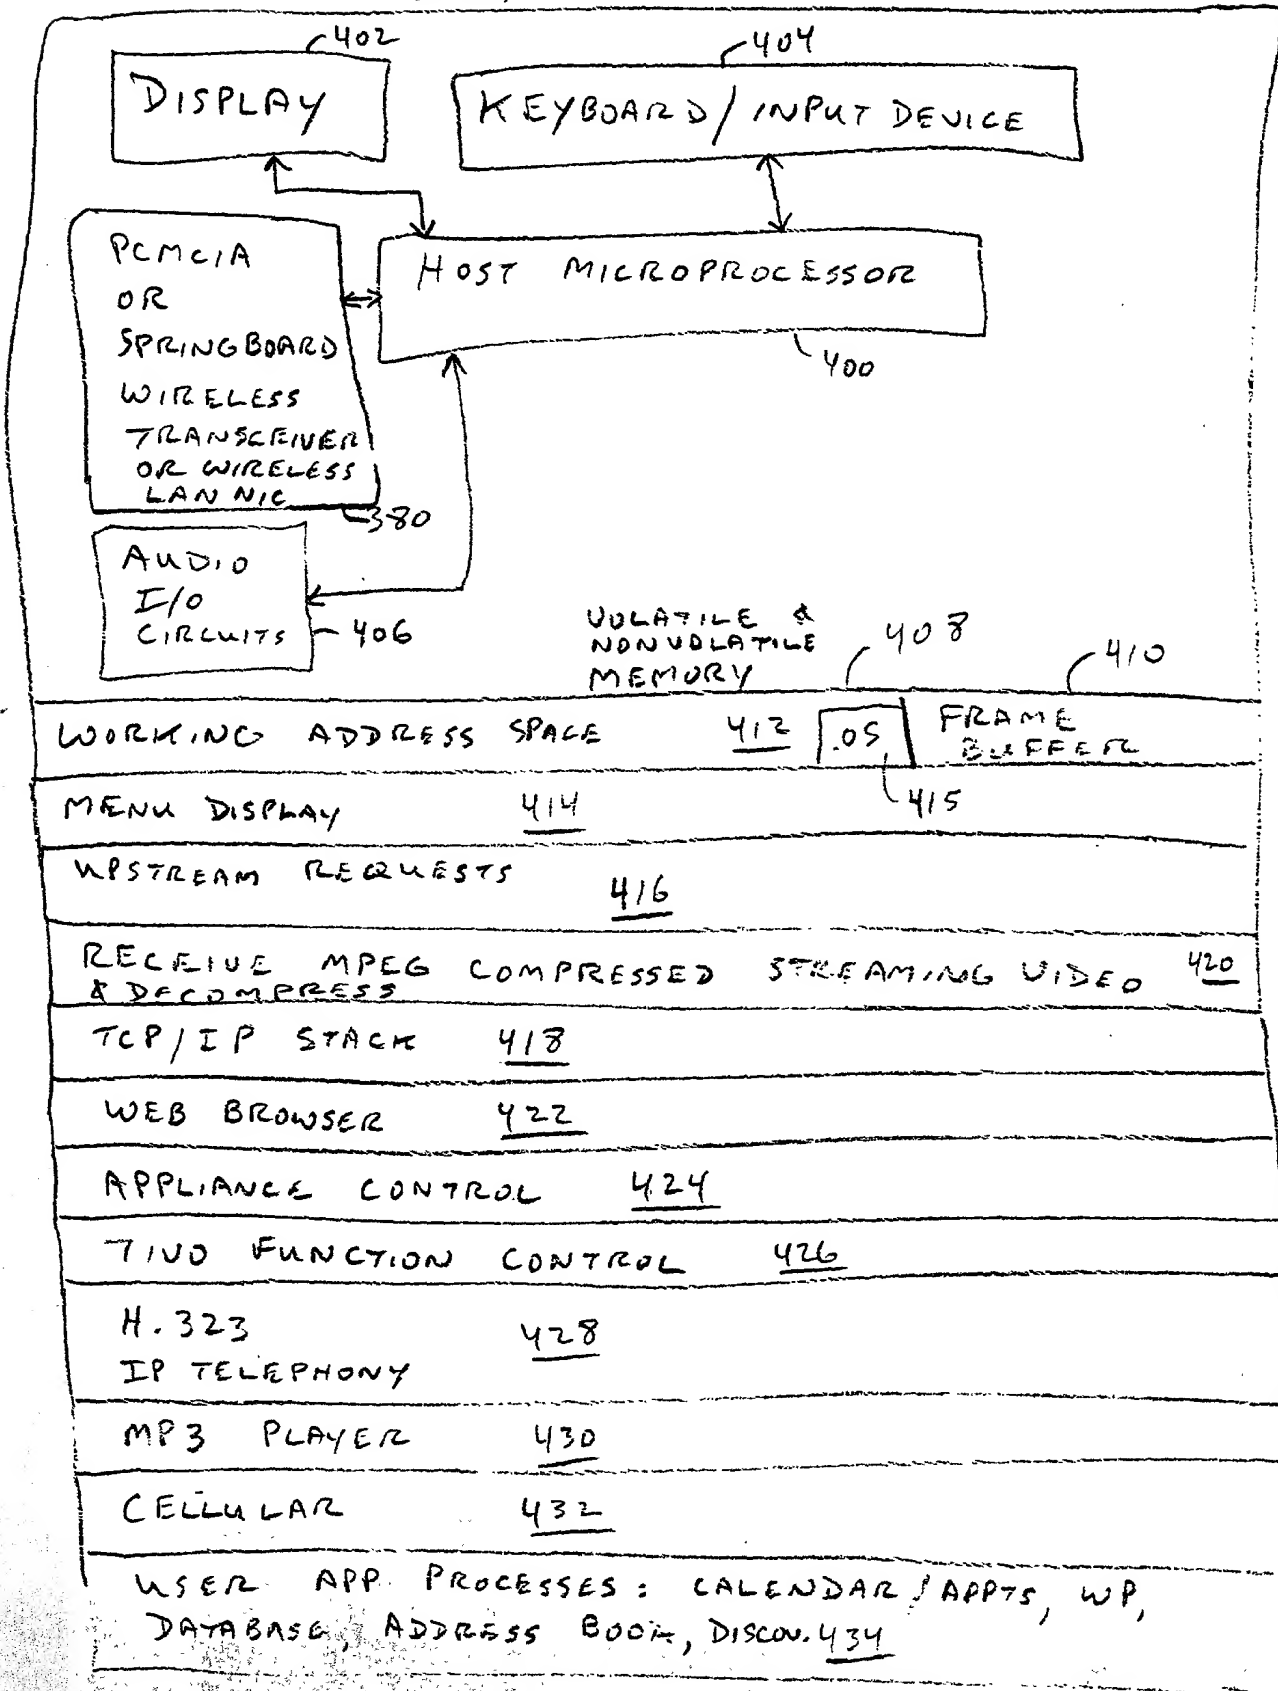 402
404
DISPLAY
KEYBOARD/INPUT DEVICE
PCMCIA
OR
SPRINGBOARD
WIRELESS
TRANSCEIVER
OR WIRELESS
LAN NIC
380
HOST MICROPROCESSOR
400
AUDIO
I/O
CIRCUITS
406
VOLATILE &
NONVOLATILE
MEMORY
408
410
WORKING ADDRESS SPACE 412 OS FRAME
BUFFER
415
MENU DISPLAY 414
UPSTREAM REQUESTS 416
RECEIVE MPEG COMPRESSED STREAMING VIDEO 420
& DECOMPRESS
TCP/IP STACK 418
WEB BROWSER 422
APPLIANCE CONTROL 424
TIVO FUNCTION CONTROL 426
H.323 428
IP TELEPHONY
MP3 PLAYER 430
CELLULAR 432
USER APP. PROCESSES: CALENDAR/APPTS, WP,
DATABASE, ADDRESS BOOK, DISCOV. 434